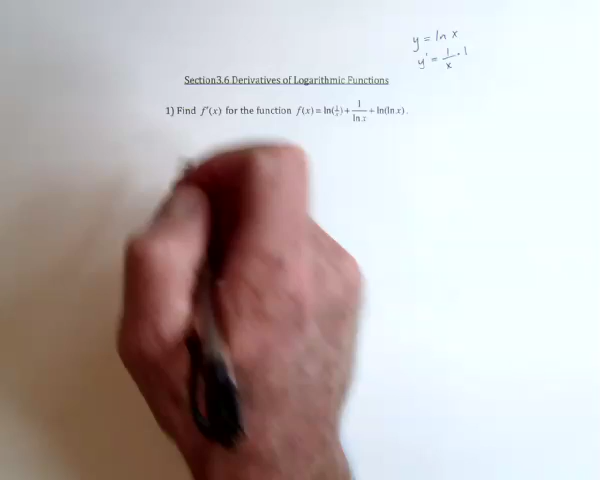 y = ln x
y' = 1/x · 1
Section3.6 Derivatives of Logarithmic Functions
1) Find f'(x) for the function f(x) = ln(1/x) + 1/ln x + ln(ln x).